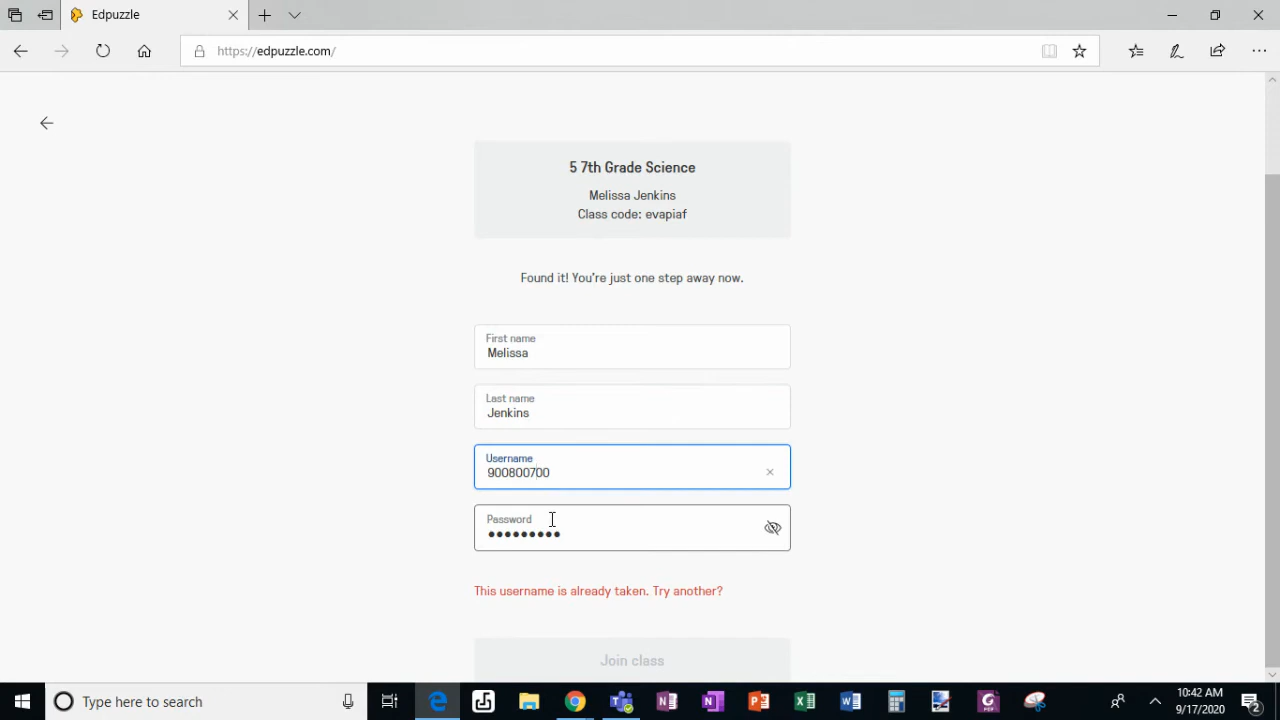 Edpuzzle
https://edpuzzle.com/
5 7th Grade Science
Melissa Jenkins
Class code: evapiaf
Found it! You're just one step away now.
First name
Melissa
Last name
Jenkins
Username
900800700
Password
This username is already taken. Try another?
Join class
Type here to search
10:42 AM
9/17/2020
2